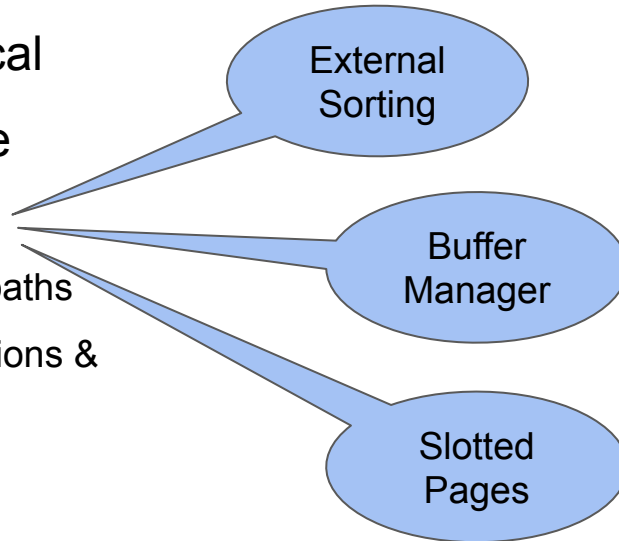 cal
e
paths
ions &
External
Sorting
Buffer
Manager
Slotted
Pages